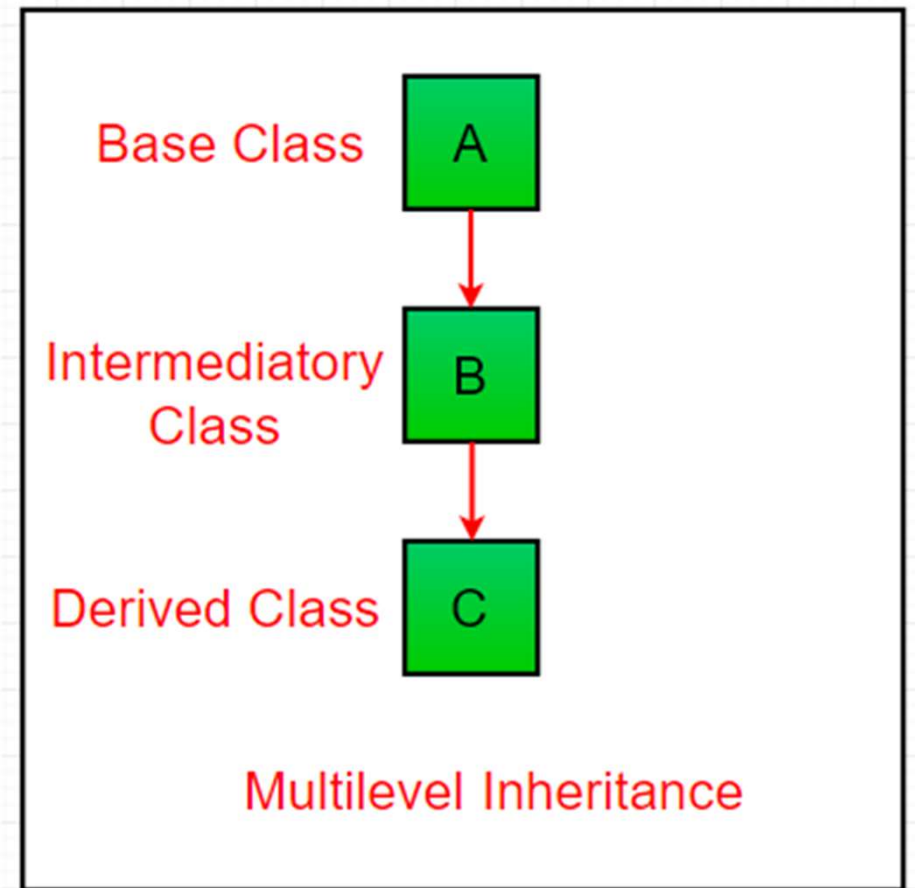 Base Class
A
Intermediatory
Class
B
Derived Class
C
Multilevel Inheritance